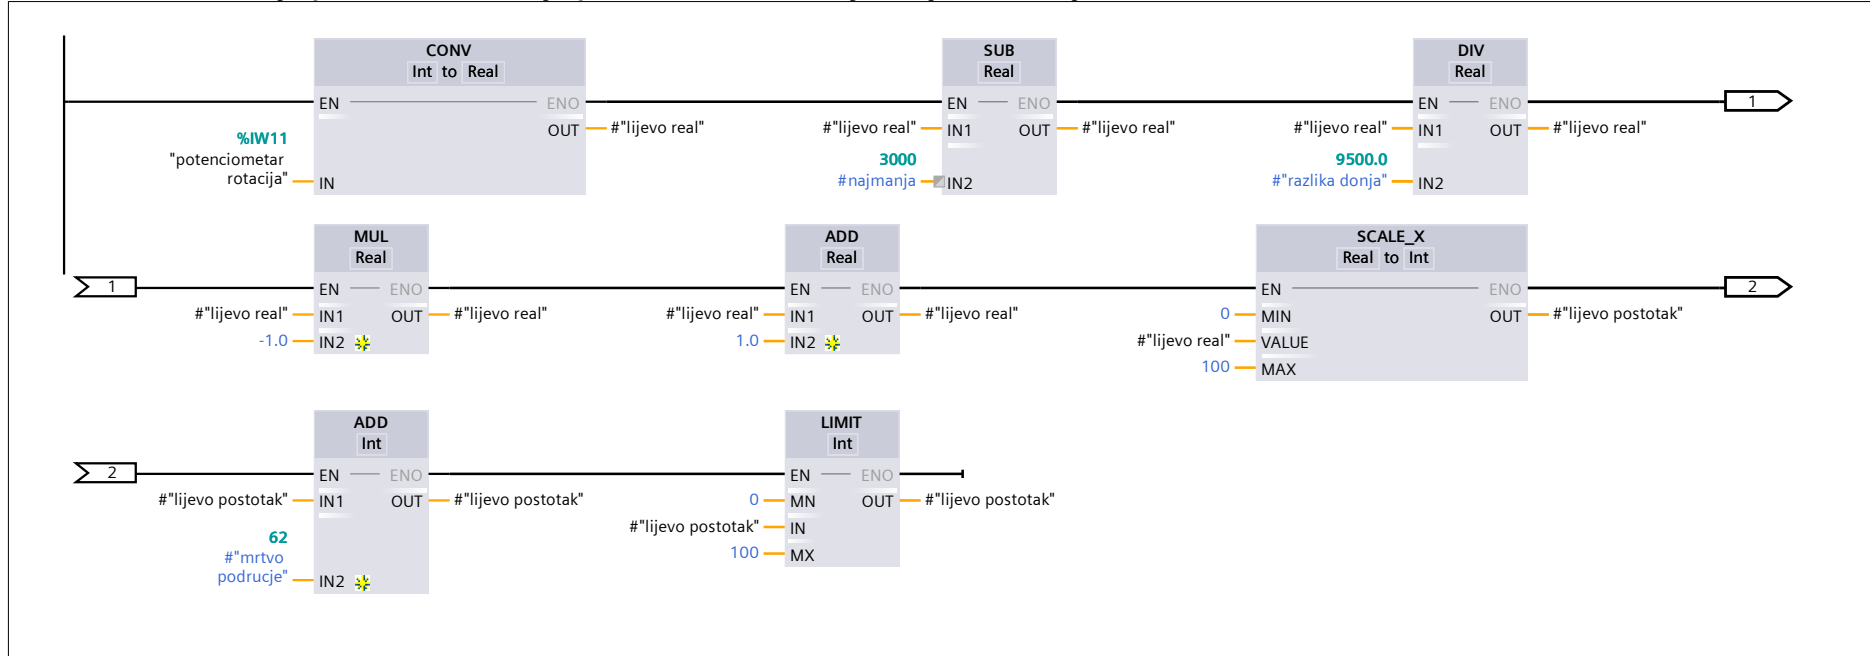 CONV
Int to Real
EN ENO
OUT #"lijevo real"
%IW11
"potenciometar
rotacija" IN
SUB
Real
EN ENO
#"lijevo real" IN1 OUT #"lijevo real"
3000
#najmanja IN2
DIV
Real
EN ENO
#"lijevo real" IN1 OUT #"lijevo real"
9500.0
#"razlika donja" IN2
1
1
MUL
Real
EN ENO
#"lijevo real" IN1 OUT #"lijevo real"
-1.0 IN2
ADD
Real
EN ENO
#"lijevo real" IN1 OUT #"lijevo real"
1.0 IN2
SCALE_X
Real to Int
EN ENO
0 MIN OUT #"lijevo postotak"
#"lijevo real" VALUE
100 MAX
2
2
ADD
Int
EN ENO
#"lijevo postotak" IN1 OUT #"lijevo postotak"
62
#"mrtvo
podrucje" IN2
LIMIT
Int
EN ENO
0 MN OUT #"lijevo postotak"
#"lijevo postotak" IN
100 MX